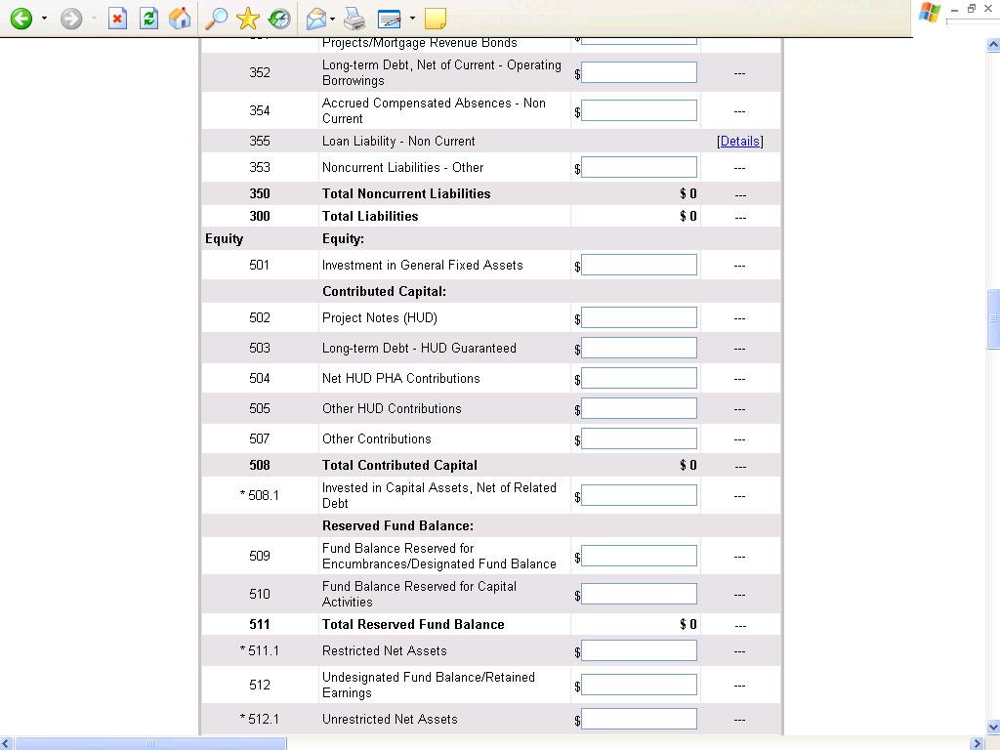 Projects/Mortgage Revenue Bonds $
352 Long-term Debt, Net of Current - Operating
Borrowings $ ---
354 Accrued Compensated Absences - Non
Current $ ---
355 Loan Liability - Non Current [Details]
353 Noncurrent Liabilities - Other $ ---
350 Total Noncurrent Liabilities $ 0 ---
300 Total Liabilities $ 0 ---
Equity Equity:
501 Investment in General Fixed Assets $ ---
Contributed Capital:
502 Project Notes (HUD) $ ---
503 Long-term Debt - HUD Guaranteed $ ---
504 Net HUD PHA Contributions $ ---
505 Other HUD Contributions $ ---
507 Other Contributions $ ---
508 Total Contributed Capital $ 0 ---
* 508.1 Invested in Capital Assets, Net of Related
Debt $ ---
Reserved Fund Balance:
509 Fund Balance Reserved for
Encumbrances/Designated Fund Balance $ ---
510 Fund Balance Reserved for Capital
Activities $ ---
511 Total Reserved Fund Balance $ 0 ---
* 511.1 Restricted Net Assets $ ---
512 Undesignated Fund Balance/Retained
Earnings $ ---
* 512.1 Unrestricted Net Assets $ ---